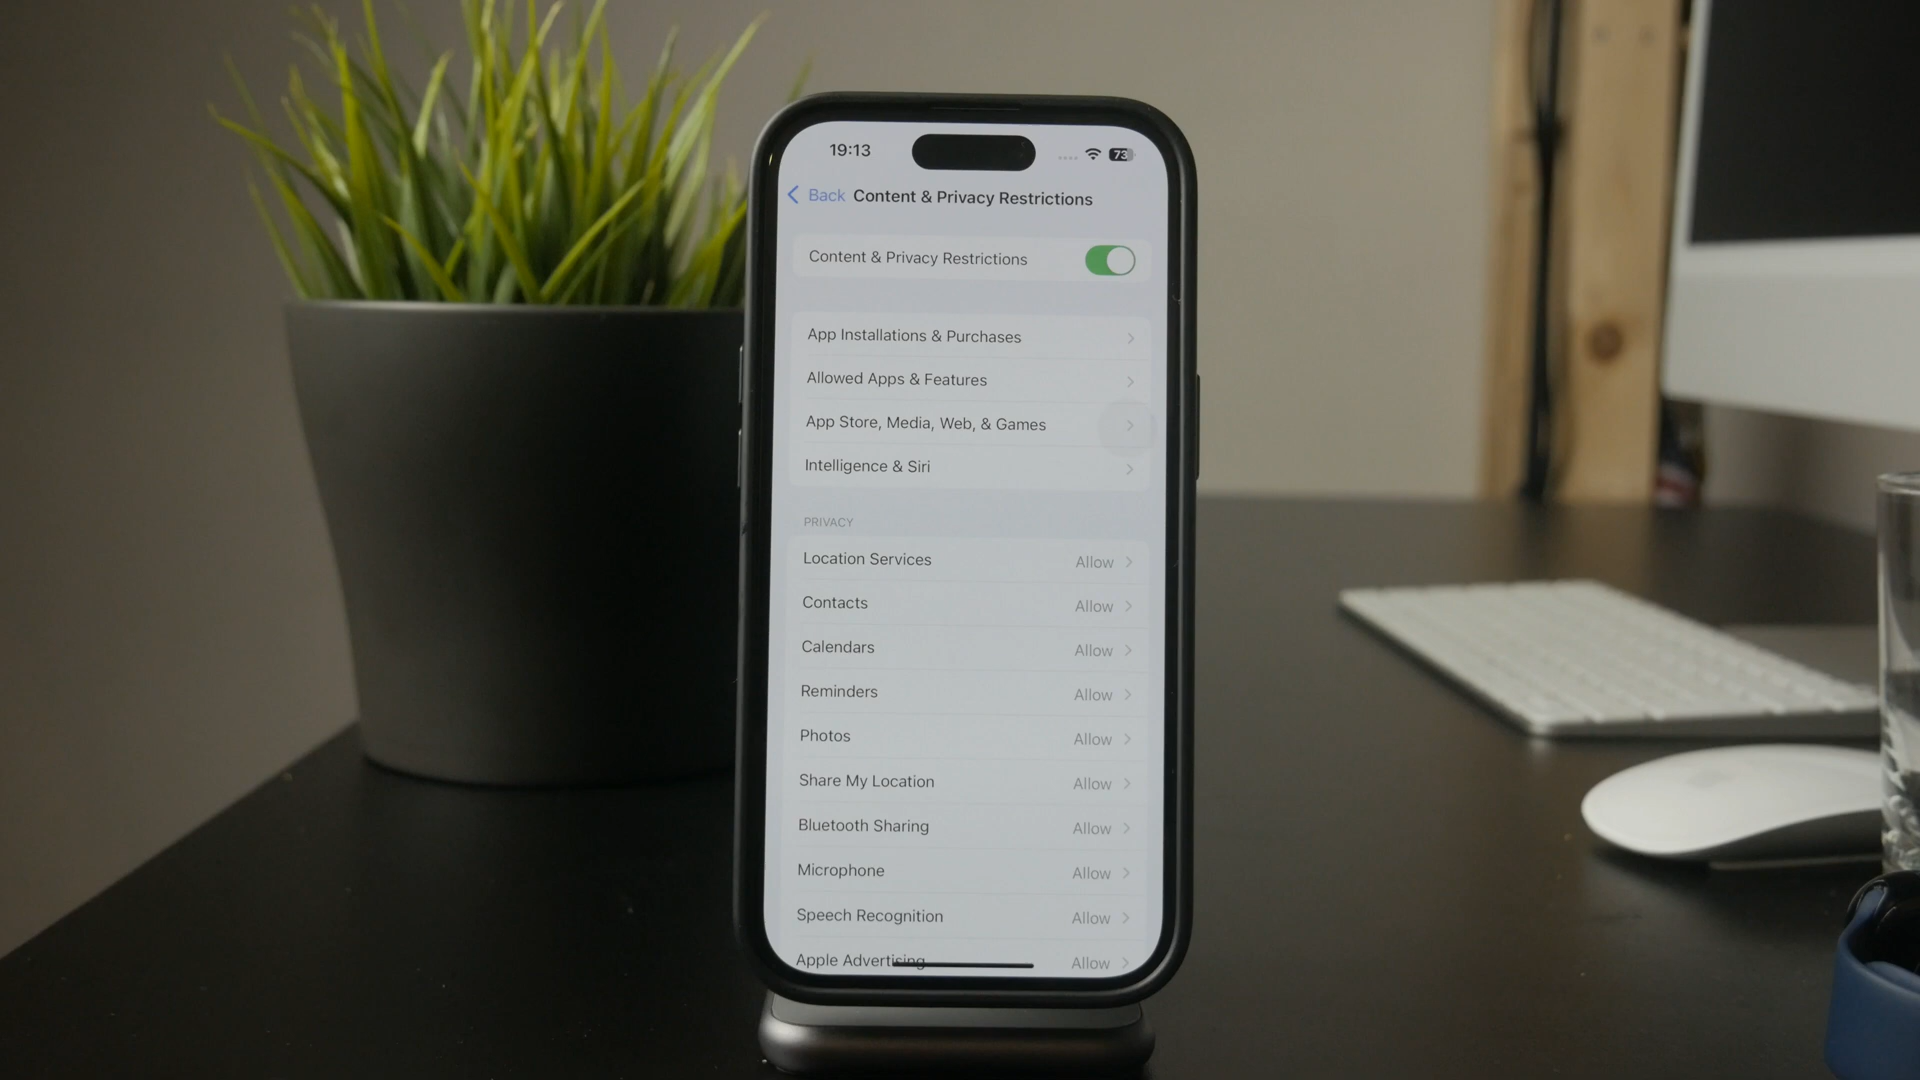 19:13
73
Back Content & Privacy Restrictions
Content & Privacy Restrictions
App Installations & Purchases
Allowed Apps & Features
App Store, Media, Web, & Games
Intelligence & Siri
PRIVACY
Location Services Allow
Contacts Allow
Calendars Allow
Reminders Allow
Photos Allow
Share My Location Allow
Bluetooth Sharing Allow
Microphone Allow
Speech Recognition Allow
Apple Advertising Allow